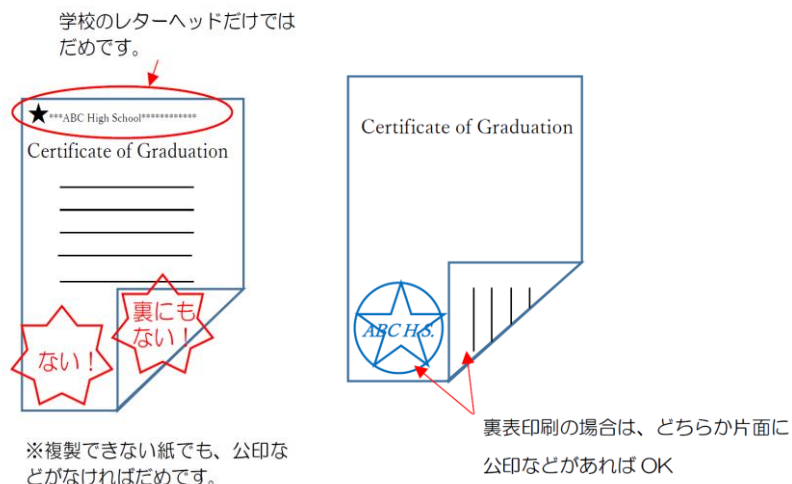 学校のレターヘッドだけでは
だめです。
★***ABC High School************
Certificate of Graduation
裏にも
ない！
ない！
※複製できない紙でも、公印な
どがなければだめです。
Certificate of Graduation
ABC H.S.
裏表印刷の場合は、どちらか片面に
公印などがあれば OK